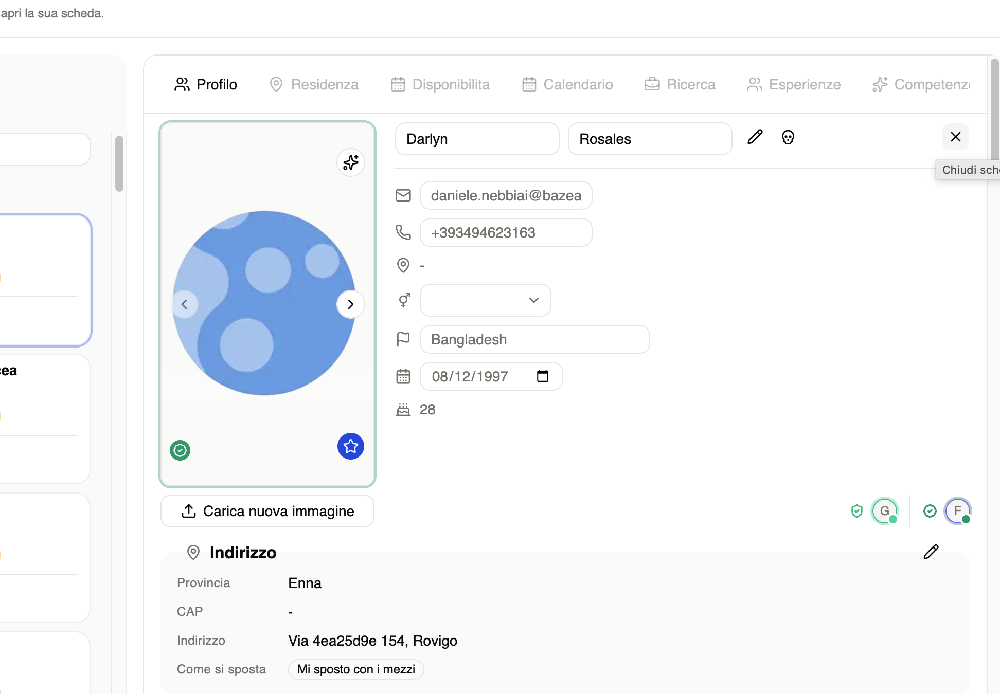 apri la sua scheda.
Profilo
Residenza
Disponibilita
Calendario
Ricerca
Esperienze
Competenze
Darlyn
Rosales
Chiudi sch
daniele.nebbiai@bazea
+393494623163
-
Bangladesh
08/12/1997
28
cea
Carica nuova immagine
G
F
Indirizzo
Provincia
Enna
CAP
-
Indirizzo
Via 4ea25d9e 154, Rovigo
Come si sposta
Mi sposto con i mezzi